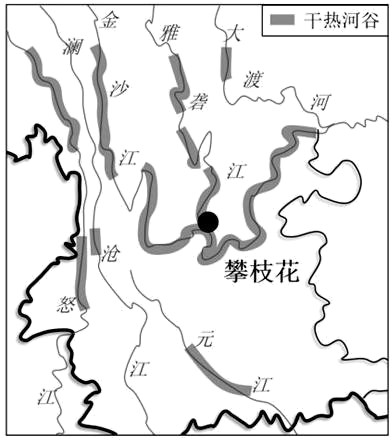 干热河谷
金
沙
江
澜
沧
江
雅
砻
江
大
渡
河
攀枝花
怒
江
元
江